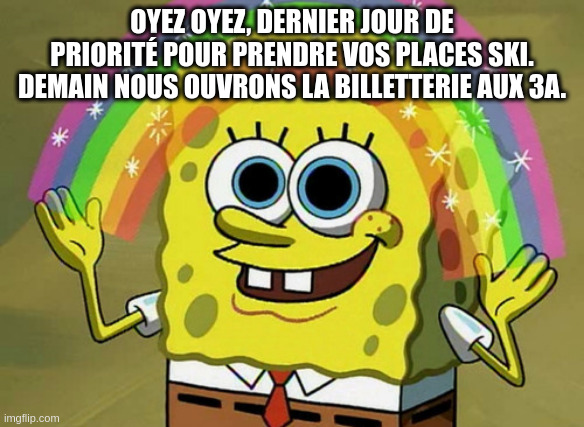 OYEZ OYEZ, DERNIER JOUR DE
PRIORITÉ POUR PRENDRE VOS PLACES SKI.
DEMAIN NOUS OUVRONS LA BILLETTERIE AUX 3A.
imgflip.com